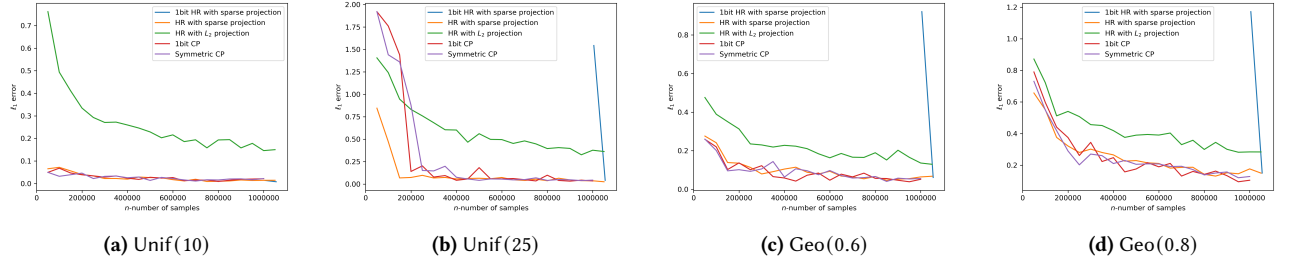 0.8
0.7
0.6
0.5
0.4
0.3
0.2
0.1
0.0
ℓ₁ error
200000 400000 600000 800000 1000000
n-number of samples
1bit HR with sparse projection
HR with sparse projection
HR with L₂ projection
1bit CP
Symmetric CP
(a) Unif(10)
2.00
1.75
1.50
1.25
1.00
0.75
0.50
0.25
0.00
ℓ₁ error
200000 400000 600000 800000 1000000
n-number of samples
1bit HR with sparse projection
HR with sparse projection
HR with L₂ projection
1bit CP
Symmetric CP
(b) Unif(25)
0.8
0.6
0.4
0.2
0.0
ℓ₁ error
200000 400000 600000 800000 1000000
n-number of samples
1bit HR with sparse projection
HR with sparse projection
HR with L₂ projection
1bit CP
Symmetric CP
(c) Geo(0.6)
1.2
1.0
0.8
0.6
0.4
0.2
ℓ₁ error
200000 400000 600000 800000 1000000
n-number of samples
1bit HR with sparse projection
HR with sparse projection
HR with L₂ projection
1bit CP
Symmetric CP
(d) Geo(0.8)